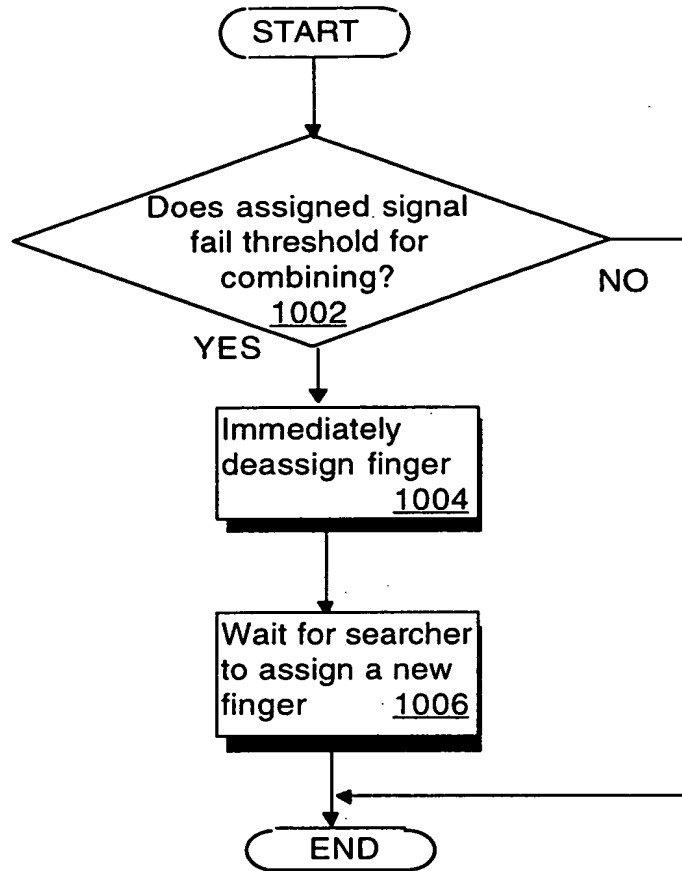 START
Does assigned signal
fail threshold for
combining?
1002
NO
YES
Immediately
deassign finger
1004
Wait for searcher
to assign a new
finger 1006
END